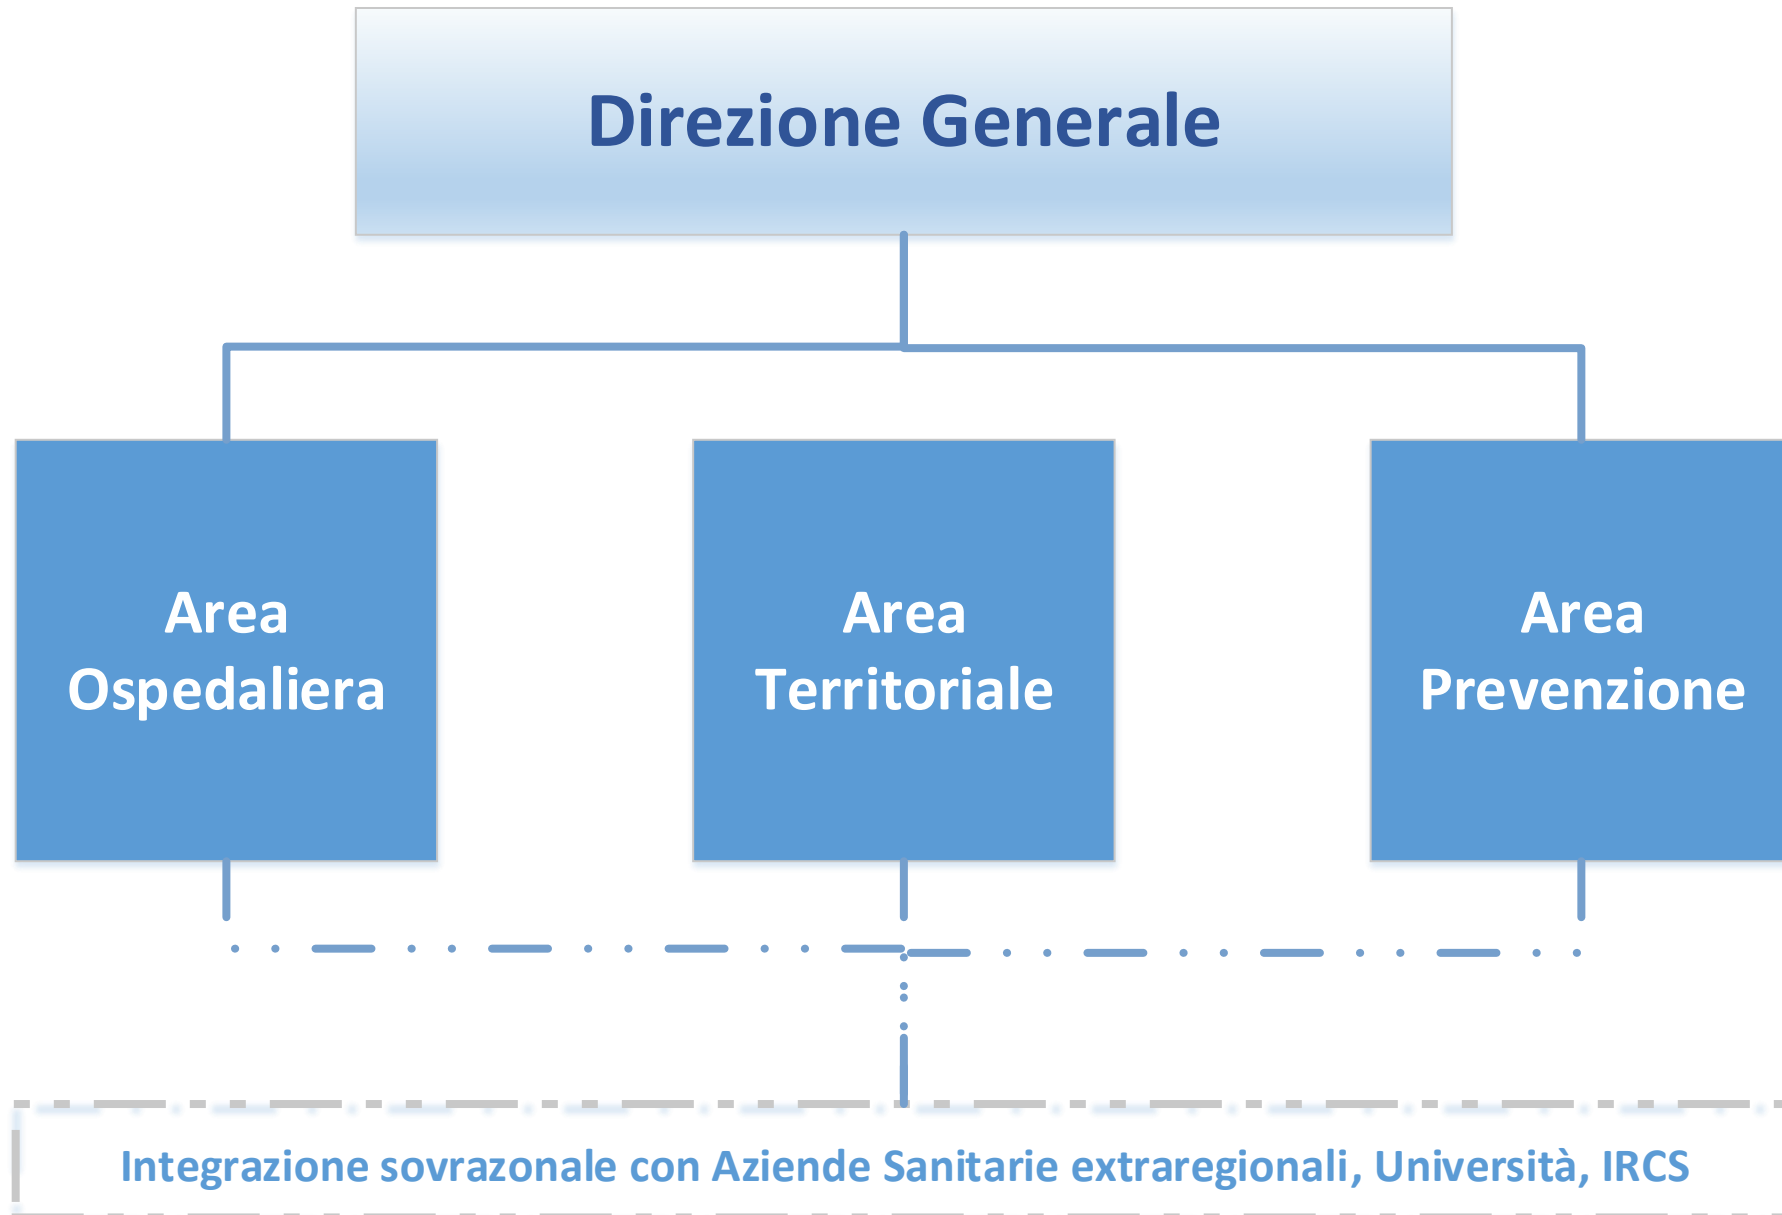 Direzione Generale
Area
Ospedaliera
Area
Territoriale
Area
Prevenzione
Integrazione sovrazonale con Aziende Sanitarie extraregionali, Università, IRCS